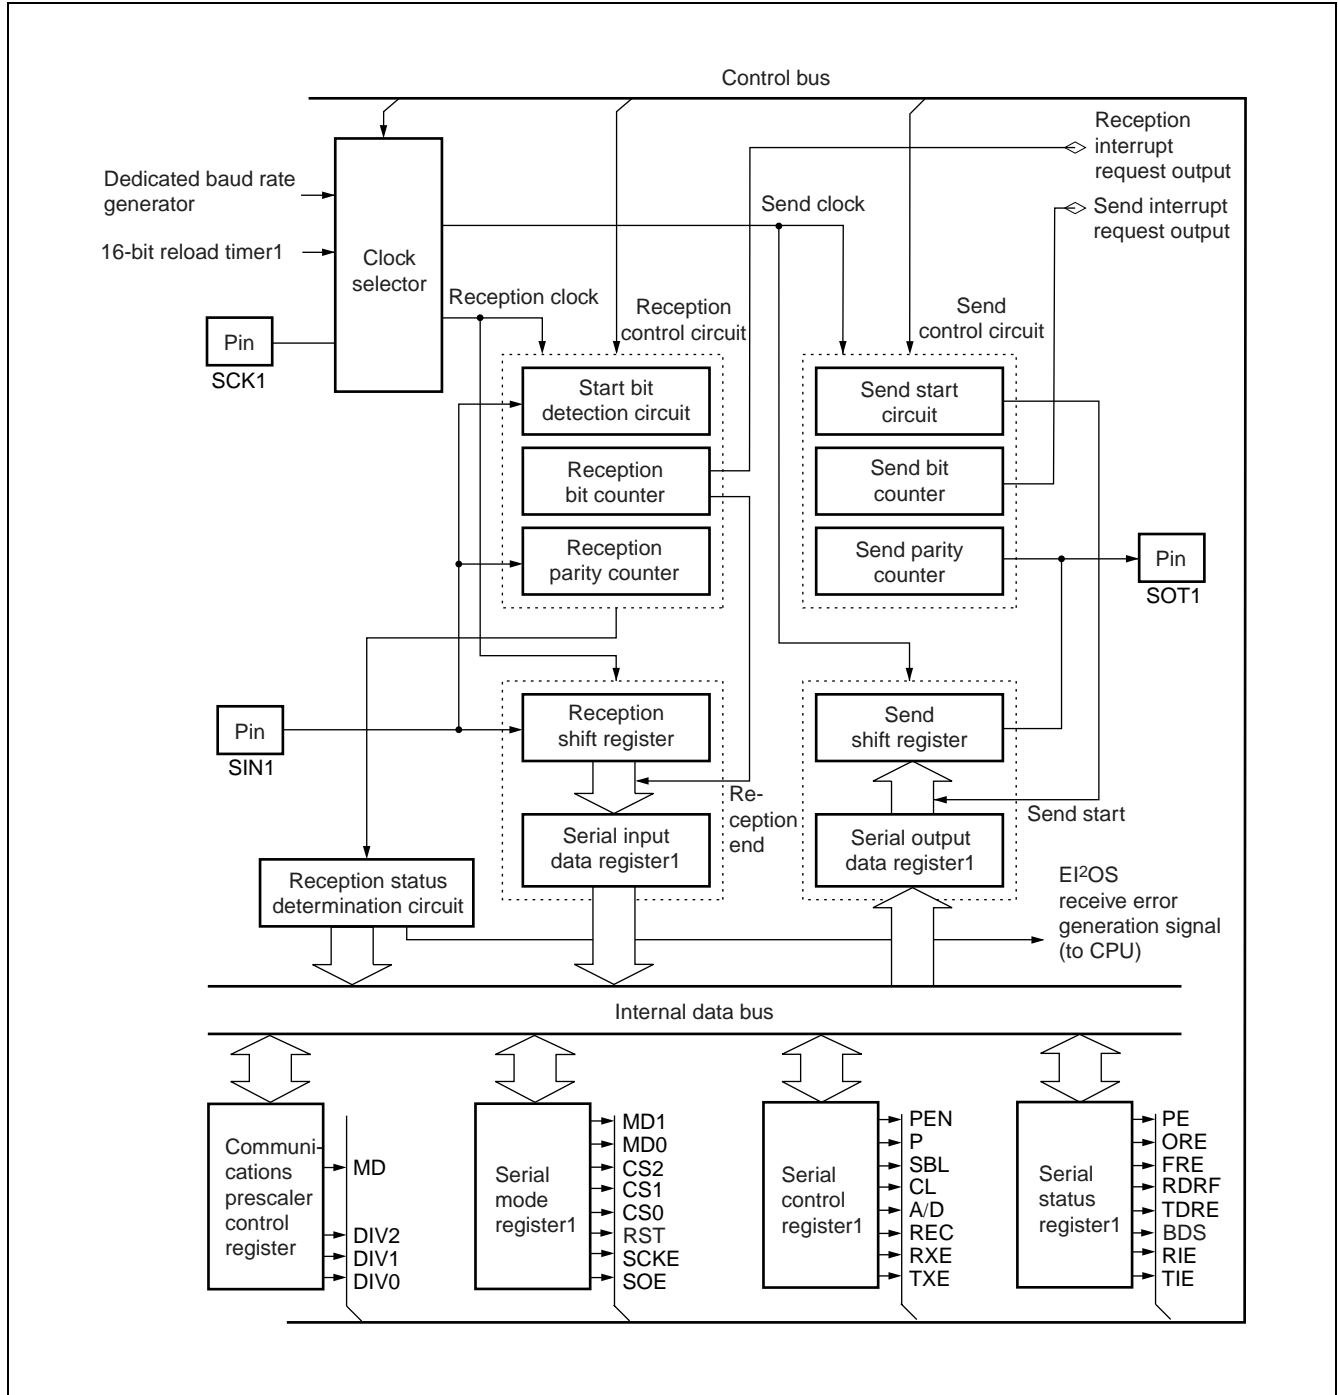 Control bus
Reception
interrupt
request output
Dedicated baud rate
generator
Send clock
Send interrupt
request output
16-bit reload timer1
Clock
selector
Reception clock
Reception
control circuit
Send
control circuit
Pin
SCK1
Start bit
detection circuit
Send start
circuit
Reception
bit counter
Send bit
counter
Reception
parity counter
Send parity
counter
Pin
SOT1
Pin
SIN1
Reception
shift register
Send
shift register
Re-
ception
end
Send start
Serial input
data register1
Serial output
data register1
Reception status
determination circuit
EI2OS
receive error
generation signal
(to CPU)
Internal data bus
Communi-
cations
prescaler
control
register
MD
DIV2
DIV1
DIV0
Serial
mode
register1
MD1
MD0
CS2
CS1
CS0
RST
SCKE
SOE
Serial
control
register1
PEN
P
SBL
CL
A/D
REC
RXE
TXE
Serial
status
register1
PE
ORE
FRE
RDRF
TDRE
BDS
RIE
TIE